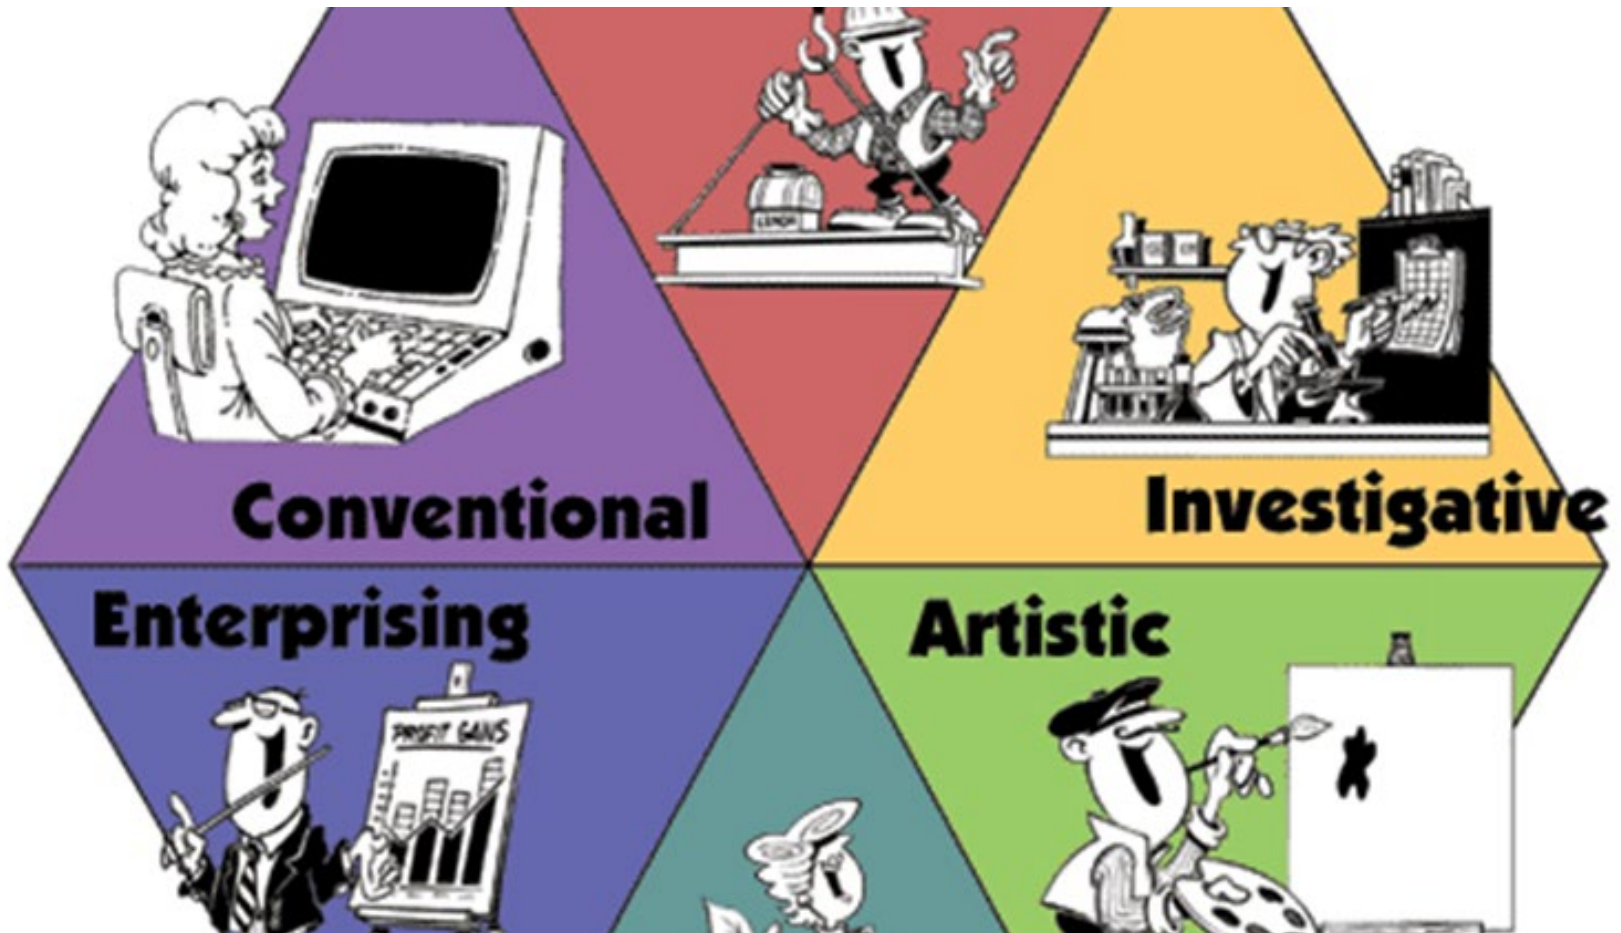 LUNCH
Conventional
Investigative
Enterprising
Artistic
PROFIT GAINS